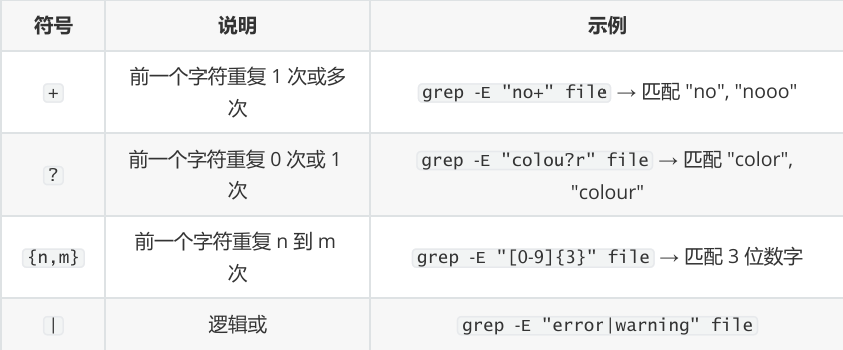 符号 说明 示例
+ 前一个字符重复 1 次或多 grep -E "no+" file → 匹配 "no", "nooo"
次
? 前一个字符重复 0 次或 1 grep -E "colou?r" file → 匹配 "color",
次 "colour"
{n,m} 前一个字符重复 n 到 m grep -E "[0-9]{3}" file → 匹配 3 位数字
次
| 逻辑或 grep -E "error|warning" file